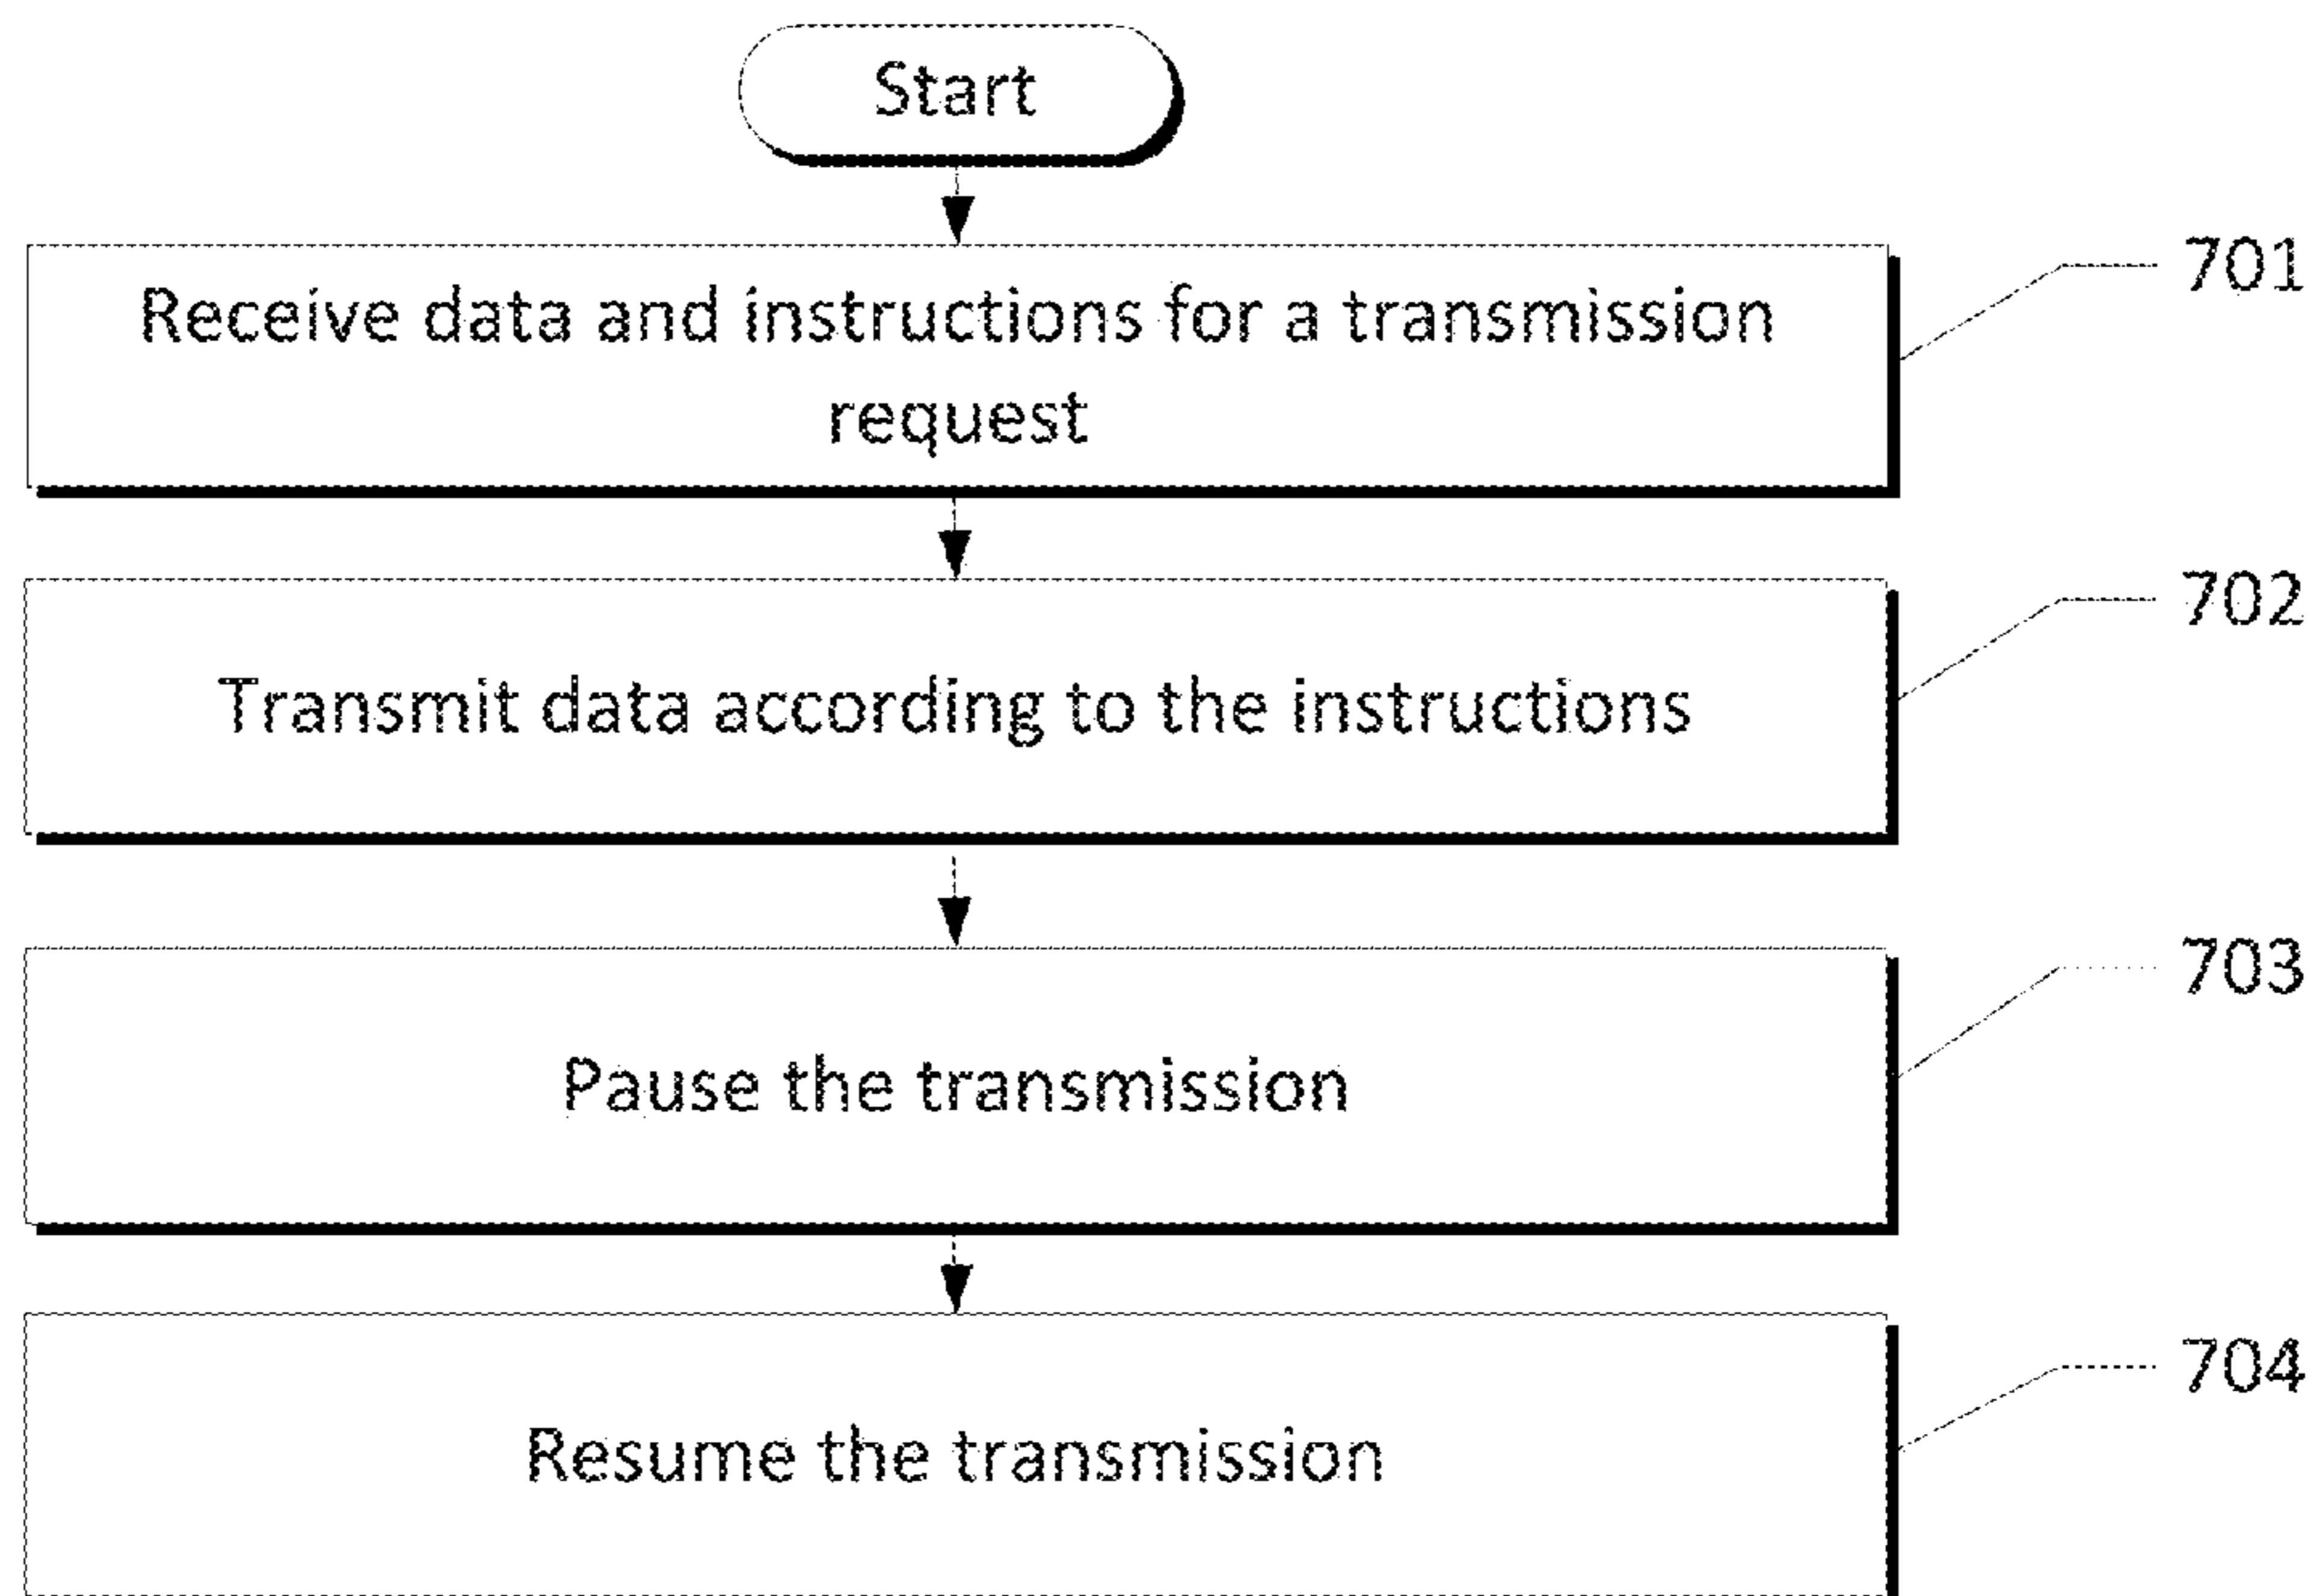 Start
Receive data and instructions for a transmission
request
701
Transmit data according to the instructions
702
Pause the transmission
703
Resume the transmission
704